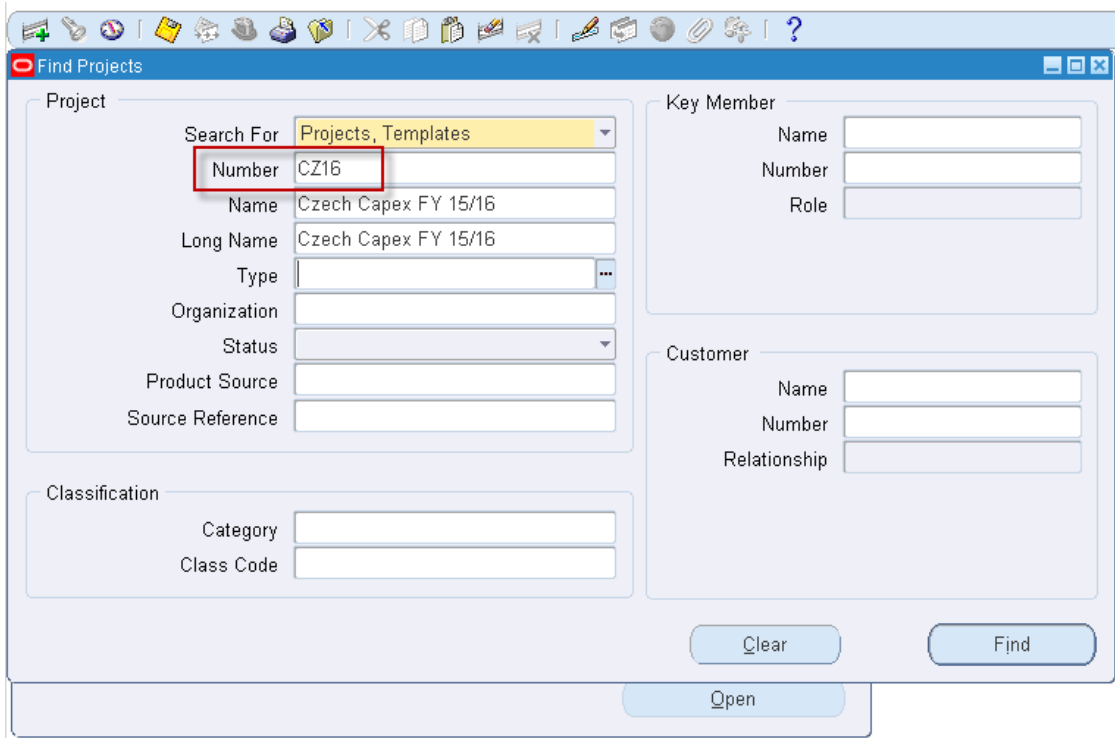 Find Projects
Project
Search For Projects, Templates
Number CZ16
Name Czech Capex FY 15/16
Long Name Czech Capex FY 15/16
Type ...
Organization
Status
Product Source
Source Reference
Classification
Category
Class Code
Key Member
Name
Number
Role
Customer
Name
Number
Relationship
Clear
Find
Open